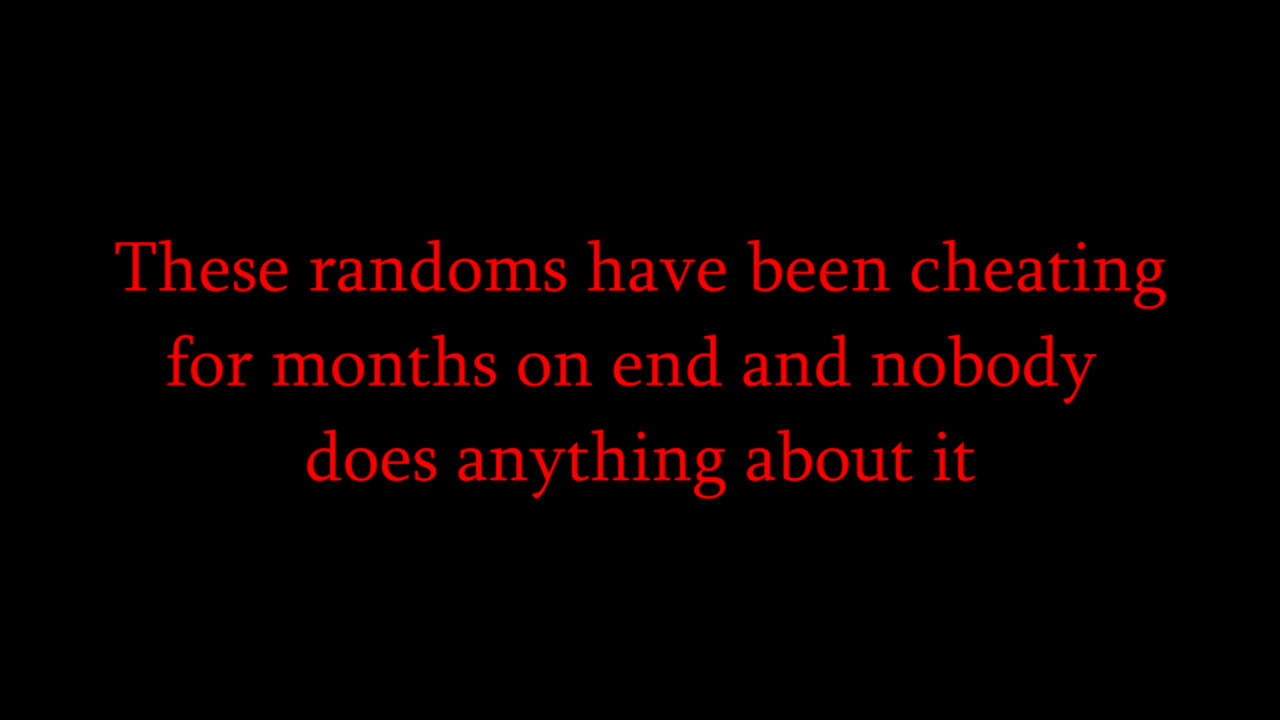 These randoms have been cheating
for months on end and nobody
does anything about it